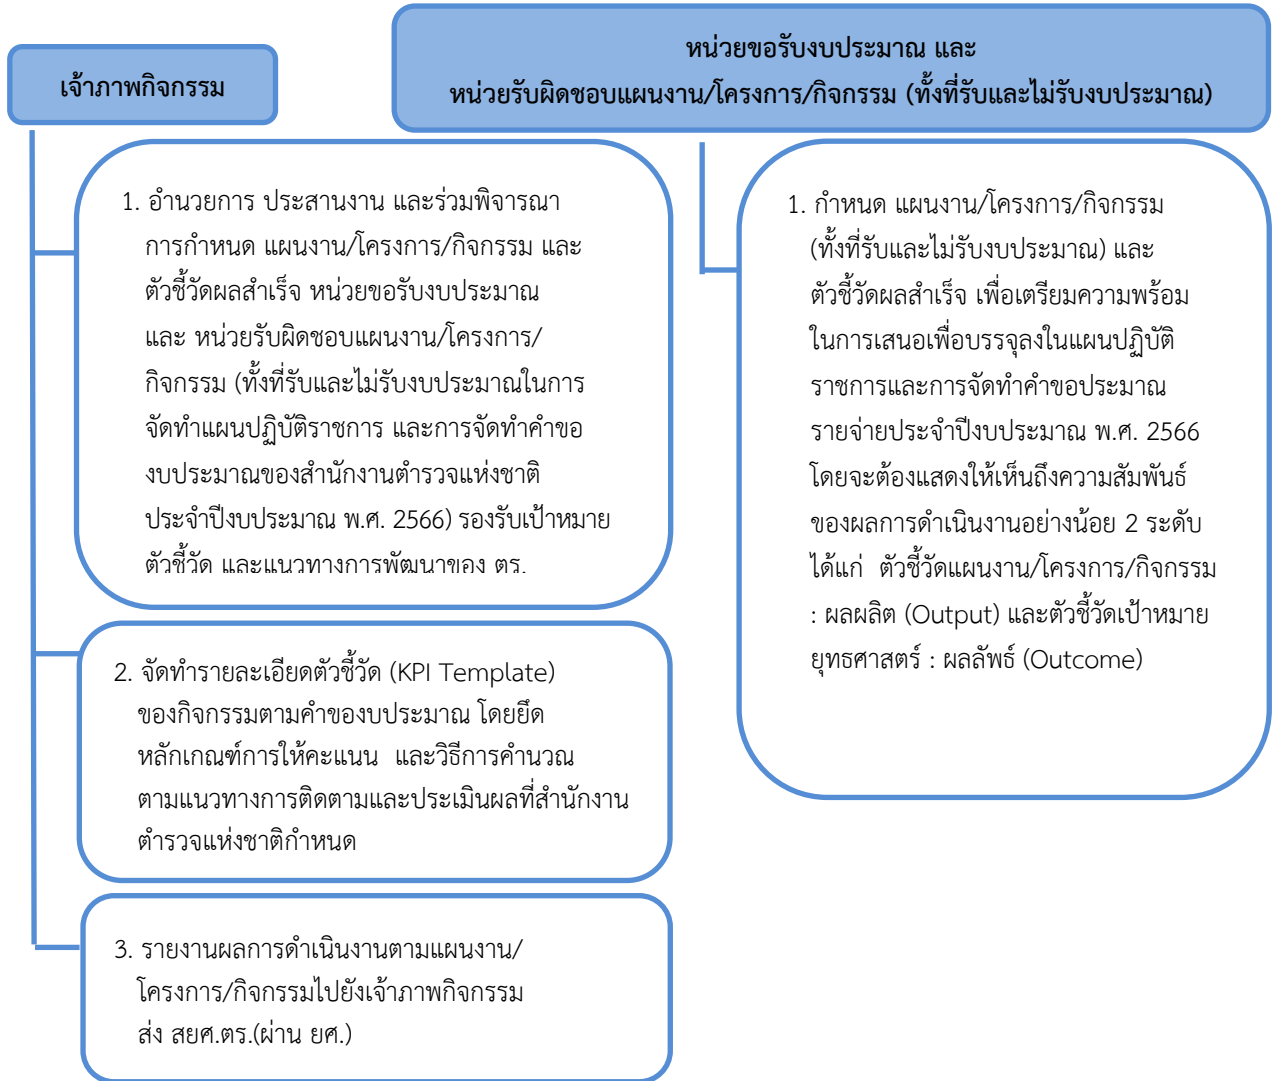 เจ้าภาพกิจกรรม
1. อำนวยการ ประสานงาน และร่วมพิจารณา
การกำหนด แผนงาน/โครงการ/กิจกรรม และ
ตัวชี้วัดผลสำเร็จ หน่วยขอรับงบประมาณ
และ หน่วยรับผิดชอบแผนงาน/โครงการ/
กิจกรรม (ทั้งที่รับและไม่รับงบประมาณในการ
จัดทำแผนปฏิบัติราชการ และการจัดทำคำขอ
งบประมาณของสำนักงานตำรวจแห่งชาติ
ประจำปีงบประมาณ พ.ศ. 2566) รองรับเป้าหมาย
ตัวชี้วัด และแนวทางการพัฒนาของ ตร.
2. จัดทำรายละเอียดตัวชี้วัด (KPI Template)
ของกิจกรรมตามคำของบประมาณ โดยยึด
หลักเกณฑ์การให้คะแนน และวิธีการคำนวณ
ตามแนวทางการติดตามและประเมินผลที่สำนักงาน
ตำรวจแห่งชาติกำหนด
3. รายงานผลการดำเนินงานตามแผนงาน/
โครงการ/กิจกรรมไปยังเจ้าภาพกิจกรรม
ส่ง สยศ.ตร.(ผ่าน ยศ.)
หน่วยขอรับงบประมาณ และ
หน่วยรับผิดชอบแผนงาน/โครงการ/กิจกรรม (ทั้งที่รับและไม่รับงบประมาณ)
1. กำหนด แผนงาน/โครงการ/กิจกรรม
(ทั้งที่รับและไม่รับงบประมาณ) และ
ตัวชี้วัดผลสำเร็จ เพื่อเตรียมความพร้อม
ในการเสนอเพื่อบรรจุลงในแผนปฏิบัติ
ราชการและการจัดทำคำขอประมาณ
รายจ่ายประจำปีงบประมาณ พ.ศ. 2566
โดยจะต้องแสดงให้เห็นถึงความสัมพันธ์
ของผลการดำเนินงานอย่างน้อย 2 ระดับ
ได้แก่ ตัวชี้วัดแผนงาน/โครงการ/กิจกรรม
: ผลผลิต (Output) และตัวชี้วัดเป้าหมาย
ยุทธศาสตร์ : ผลลัพธ์ (Outcome)